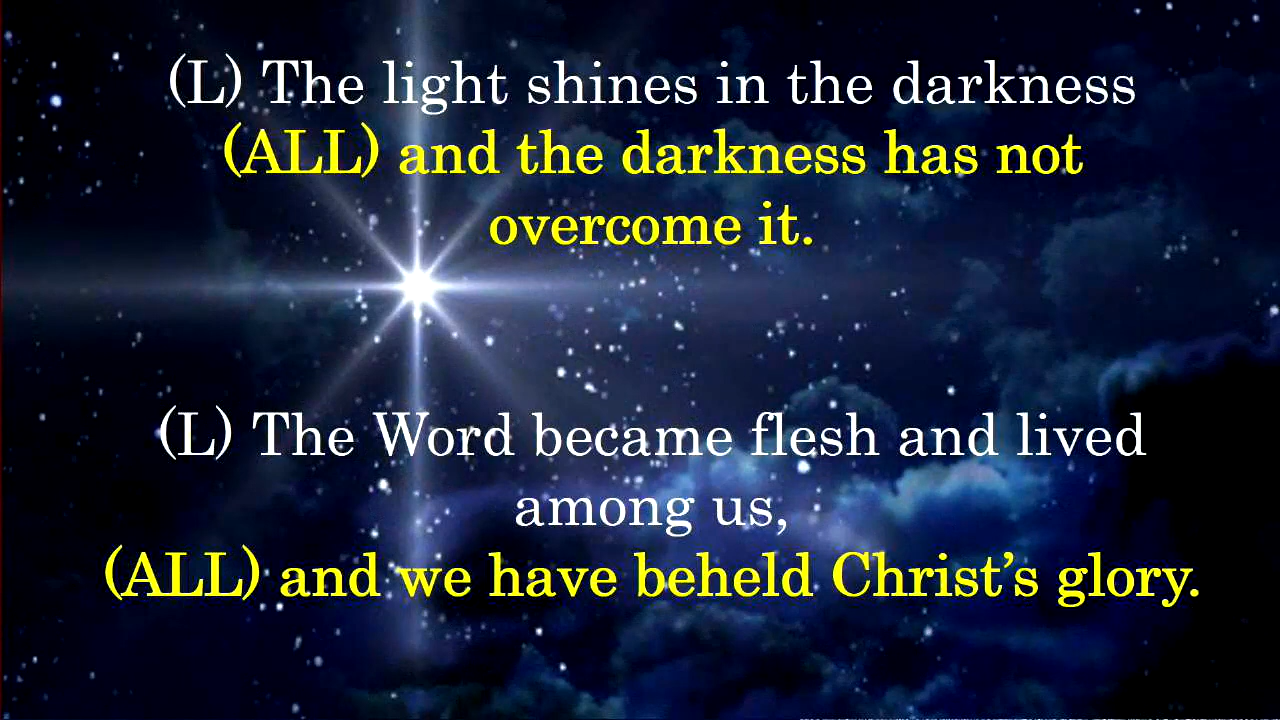 (L) The light shines in the darkness
(ALL) and the darkness has not
overcome it.
(L) The Word became flesh and lived
among us,
(ALL) and we have beheld Christ’s glory.